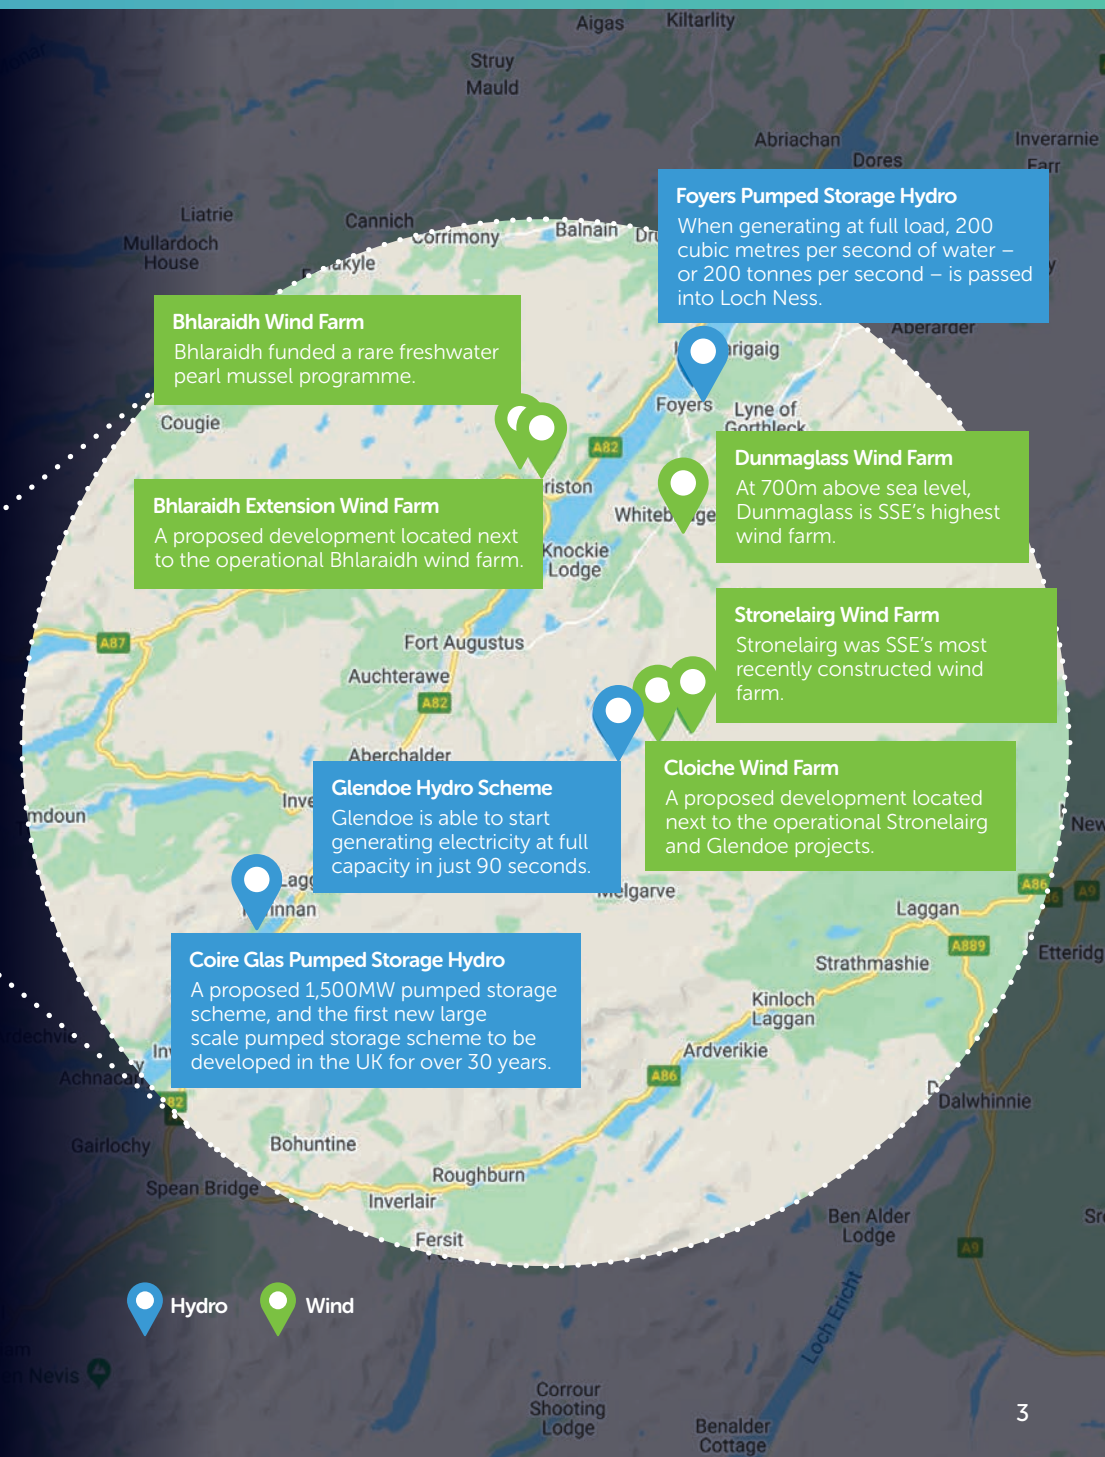 Aigas
Kiltarlity
Struy
Mauld
Abriachan
Inverarnie
Dores
Farr
Foyers Pumped Storage Hydro
When generating at full load, 200
cubic metres per second of water –
or 200 tonnes per second – is passed
into Loch Ness.
Liatrie
Cannich
Corrimony
Balnain
Mullardoch
House
Aberarder
Bhlaraidh Wind Farm
Bhlaraidh funded a rare freshwater
pearl mussel programme.
Cougie
Foyers
Lyne of
Gorthleck
A82
Dunmaglass Wind Farm
At 700m above sea level,
Dunmaglass is SSE’s highest
wind farm.
Bhlaraidh Extension Wind Farm
A proposed development located next
to the operational Bhlaraidh wind farm.
Knockie
Lodge
Stronelairg Wind Farm
Stronelairg was SSE’s most
recently constructed wind
farm.
A87
Fort Augustus
Auchterawe
A82
Aberchalder
Cloiche Wind Farm
A proposed development located
next to the operational Stronelairg
and Glendoe projects.
Glendoe Hydro Scheme
Glendoe is able to start
generating electricity at full
capacity in just 90 seconds.
Melgarve
A86
A9
Laggan
A889
Strathmashie
Coire Glas Pumped Storage Hydro
A proposed 1,500MW pumped storage
scheme, and the first new large
scale pumped storage scheme to be
developed in the UK for over 30 years.
Kinloch
Laggan
Ardverikie
A86
Dalwhinnie
Gairlochy
Bohuntine
Roughburn
Spean Bridge
Inverlair
Fersit
Ben Alder
Lodge
A9
Loch Ericht
Hydro
Wind
Corrour
Shooting
Lodge
Benalder
Cottage
3